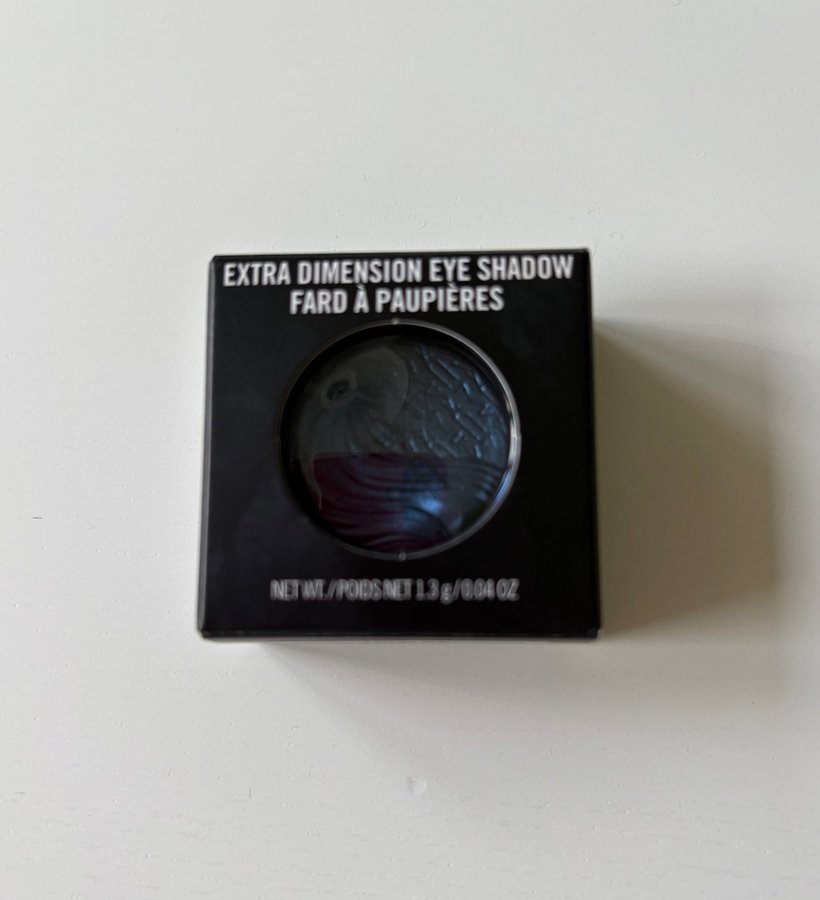 EXTRA DIMENSION EYE SHADOW
FARD À PAUPIÈRES
NET WT./POIDS NET 1.3 g/0.04 OZ